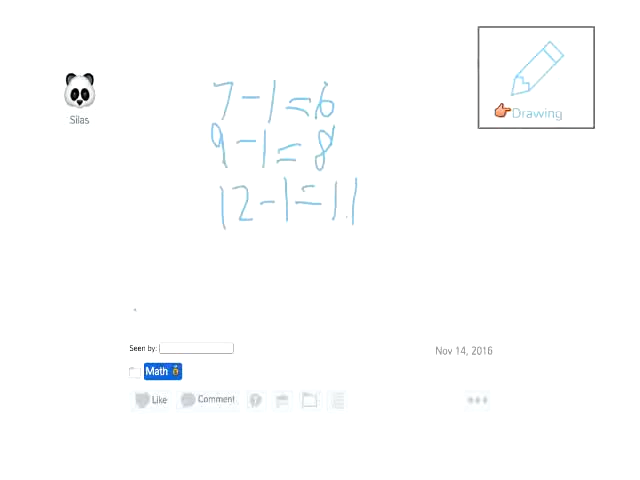 Silas
7-1=6
9-1=8
12-1=11
Drawing
Seen by:
Nov 14, 2016
Math
Like
Comment